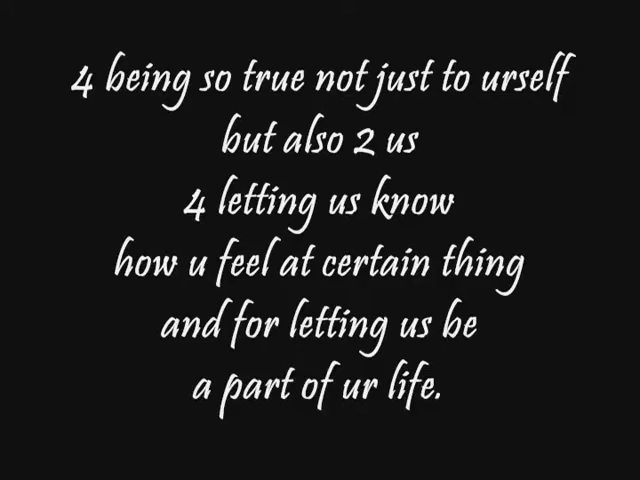 4 being so true not just to urself
but also 2 us
4 letting us know
how u feel at certain thing
and for letting us be
a part of ur life.